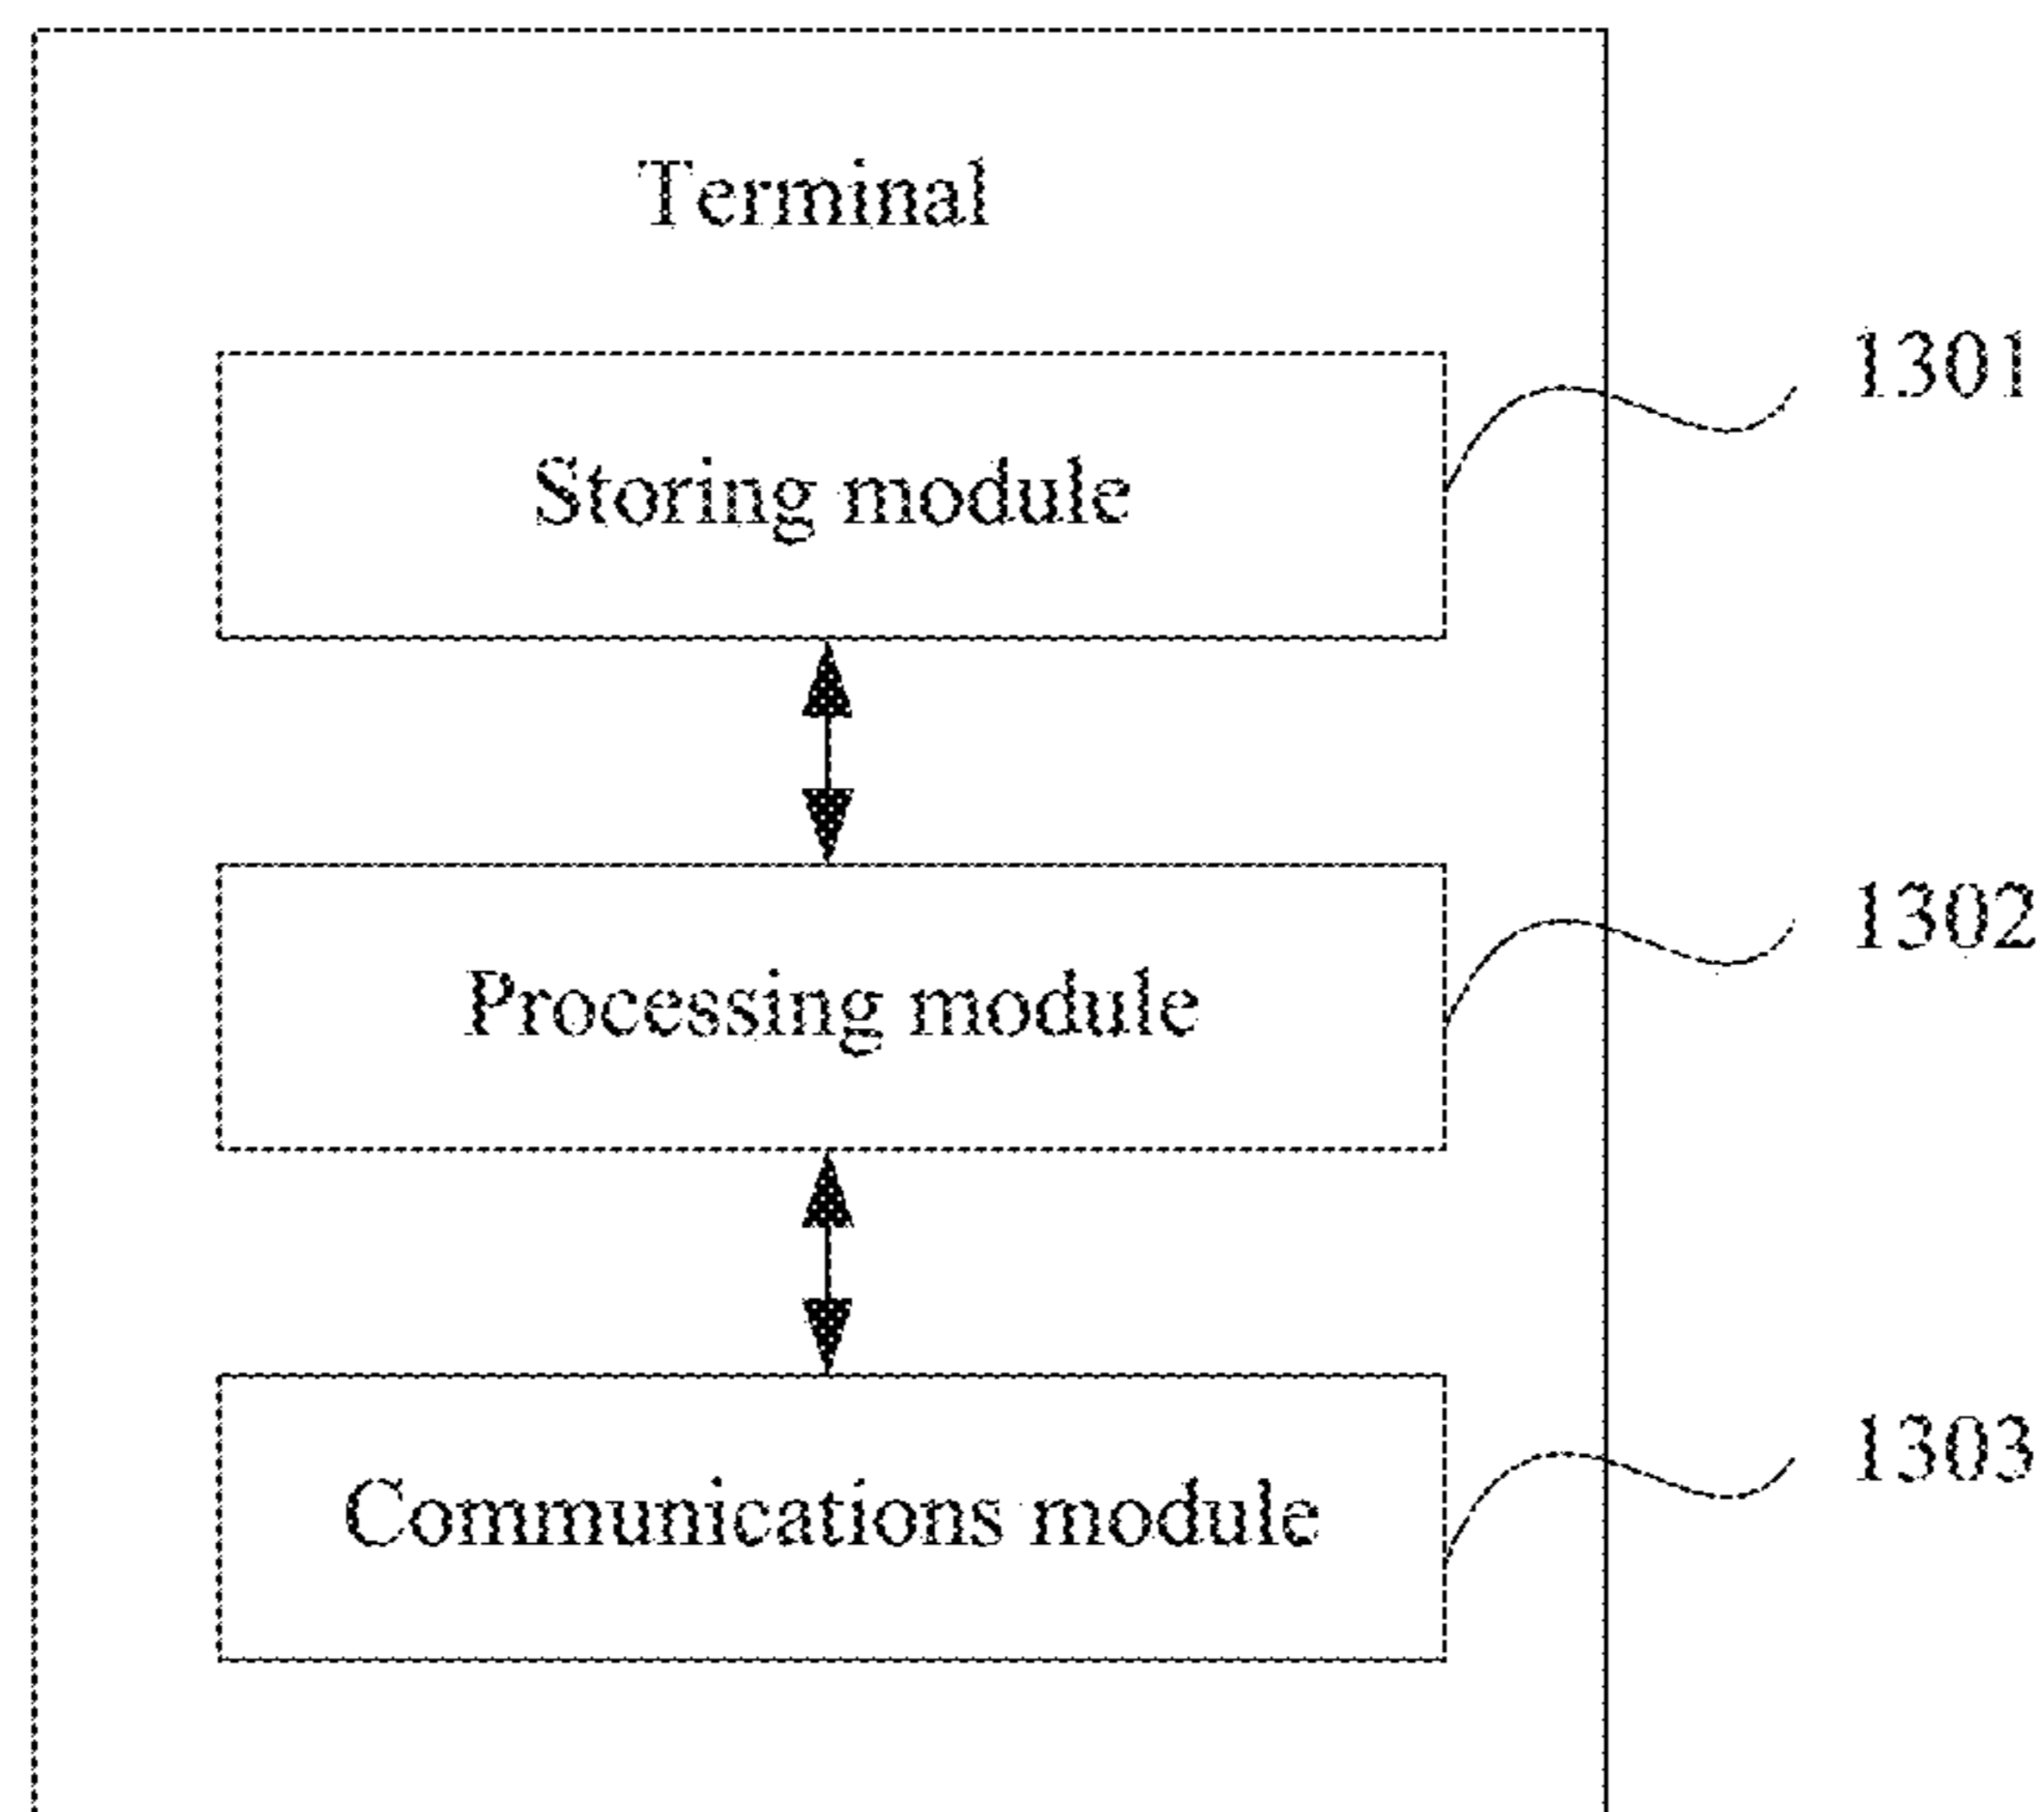 Terminal
1301
Storing module
1302
Processing module
1303
Communications module